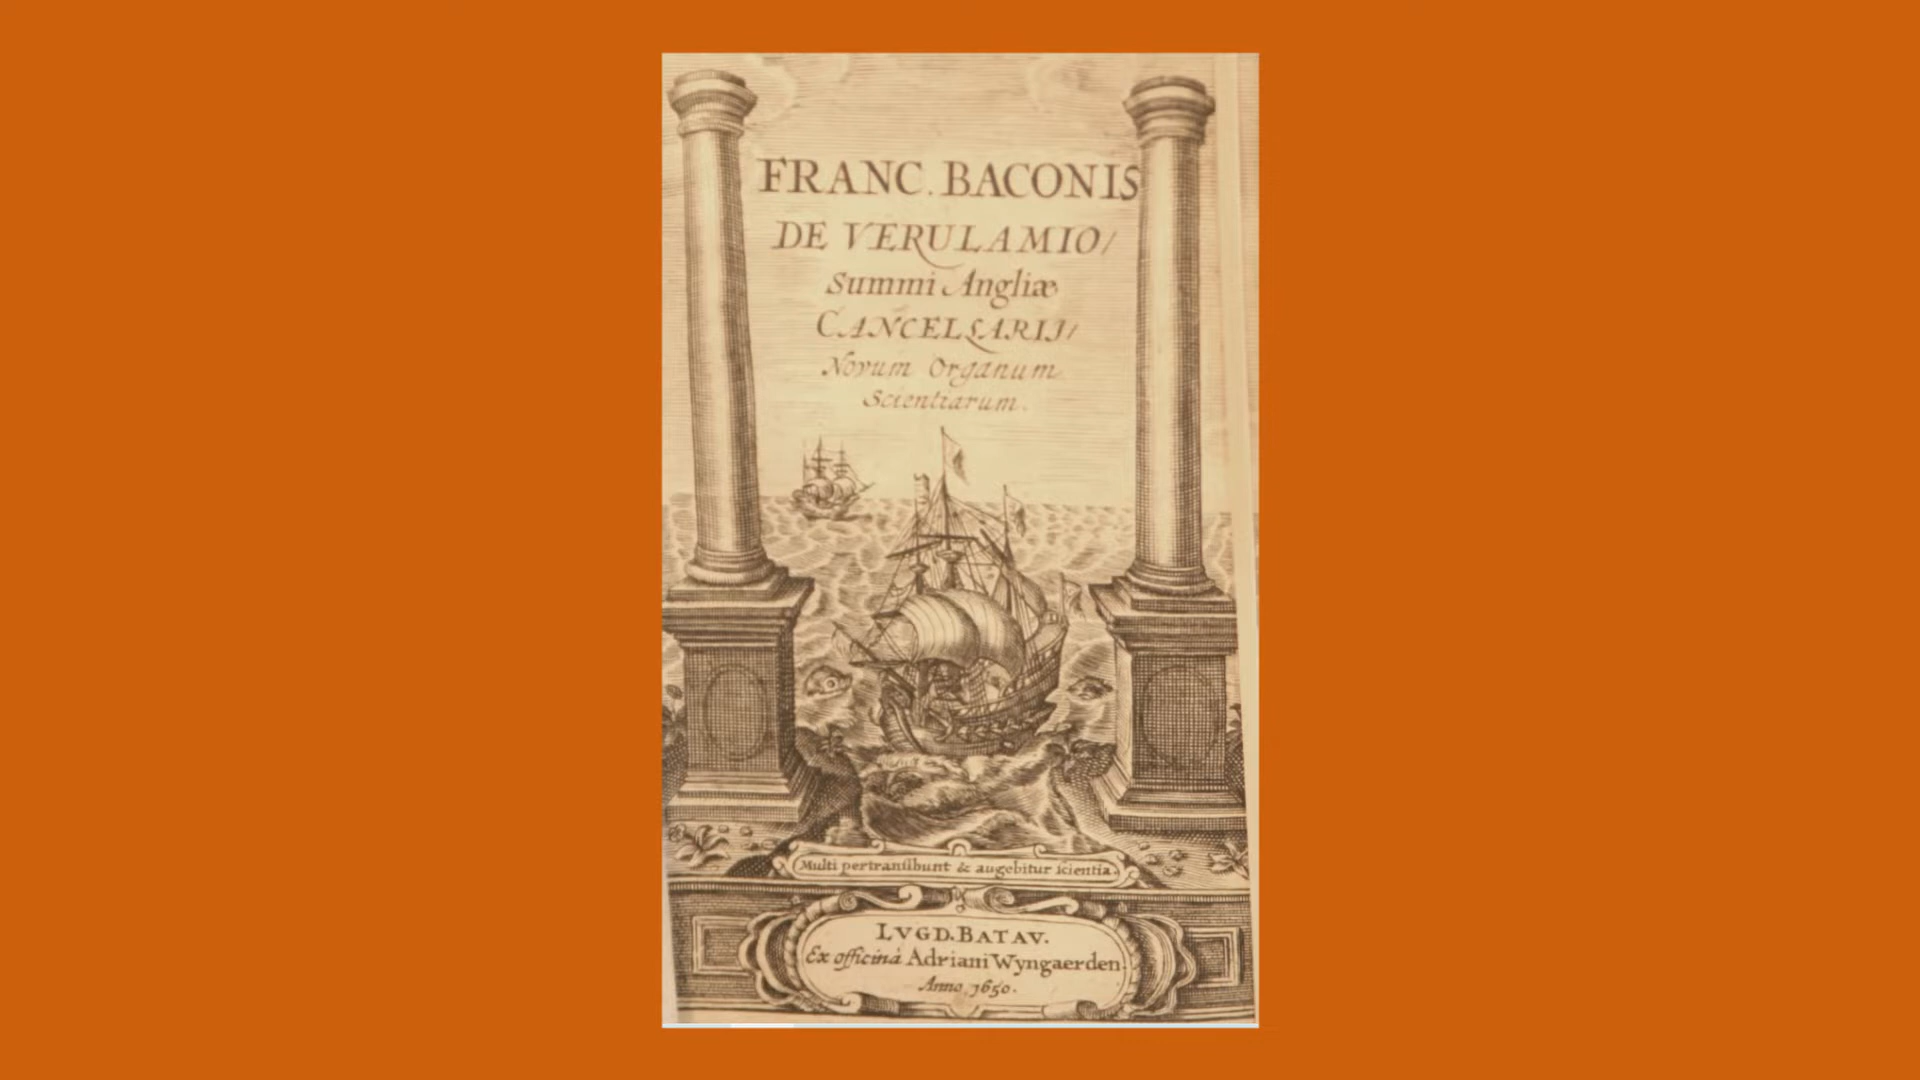 FRANC. BACONIS
DE VERULAMIO/
Summi Angliæ
CANCELLARIJ/
Novum Organum
Scientiarum.
Multi pertransibunt & augebitur scientia.
LVGD. BATAV.
Ex officinâ Adriani Wyngaerden.
Anno 1650.